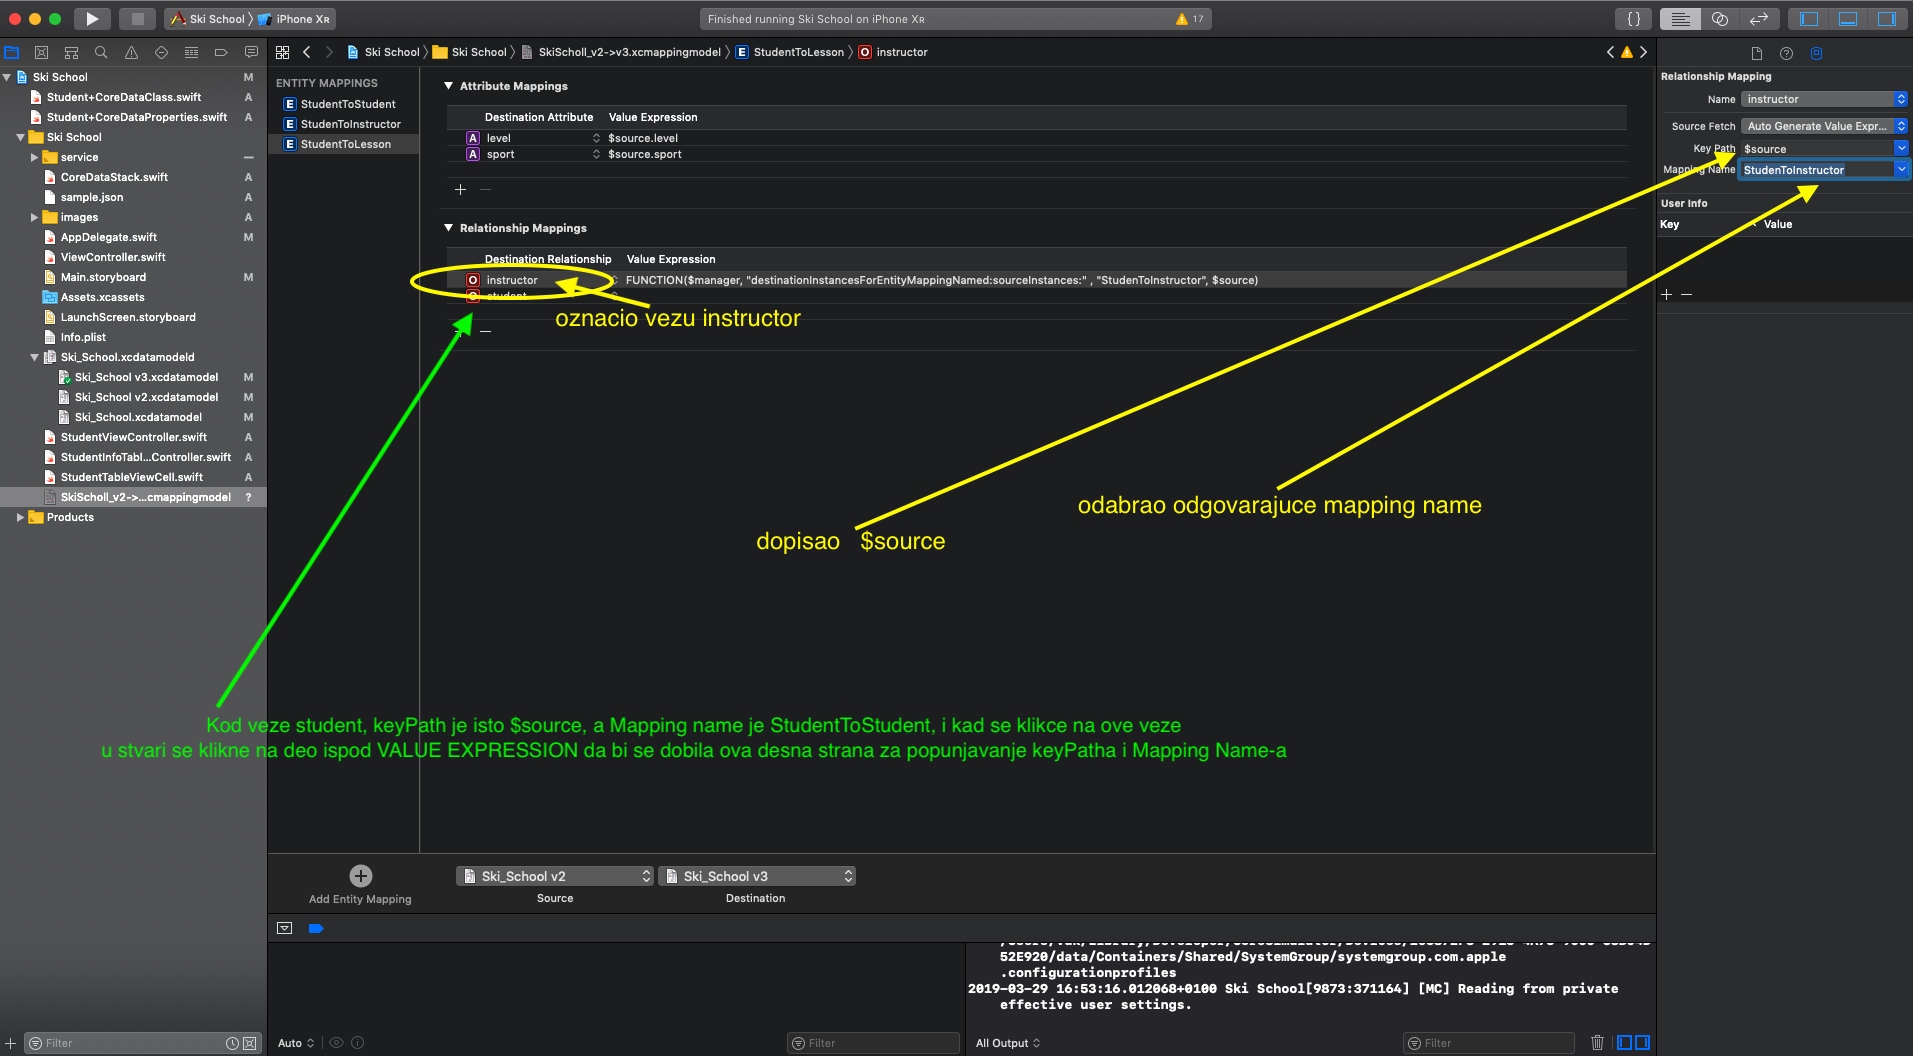 Ski School
iPhone XR
Finished running Ski School on iPhone XR
17
Ski School
Ski School
SkiScholl_v2->v3.xcmappingmodel
E StudentToLesson
O instructor
Ski School M
Student+CoreDataClass.swift A
Student+CoreDataProperties.swift A
Ski School
service
CoreDataStack.swift A
sample.json A
images A
AppDelegate.swift M
ViewController.swift
Main.storyboard M
Assets.xcassets
LaunchScreen.storyboard
Info.plist
Ski_School.xcdatamodeld
Ski_School v3.xcdatamodel M
Ski_School v2.xcdatamodel M
Ski_School.xcdatamodel M
StudentViewController.swift A
StudentInfoTabl...Controller.swift A
StudentTableViewCell.swift A
SkiScholl_v2->...cmappingmodel ?
Products
Filter
ENTITY MAPPINGS
E StudentToStudent
E StudenToInstructor
E StudentToLesson
Attribute Mappings
Destination Attribute Value Expression
A level $source.level
A sport $source.sport
Relationship Mappings
Destination Relationship Value Expression
O instructor FUNCTION($manager, "destinationInstancesForEntityMappingNamed:sourceInstances:" , "StudenToInstructor", $source)
O student
oznacio vezu instructor
odabrao odgovarajuce mapping name
dopisao $source
Kod veze student, keyPath je isto $source, a Mapping name je StudentToStudent, i kad se klikce na ove veze
u stvari se klikne na deo ispod VALUE EXPRESSION da bi se dobila ova desna strana za popunjavanje keyPatha i Mapping Name-a
Add Entity Mapping
Ski_School v2
Source
Ski_School v3
Destination
Relationship Mapping
Name instructor
Source Fetch Auto Generate Value Expr...
Key Path $source
Mapping Name StudenToInstructor
User Info
Key Value
52E920/data/Containers/Shared/SystemGroup/systemgroup.com.apple
.configurationprofiles
2019-03-29 16:53:16.012068+0100 Ski School[9873:371164] [MC] Reading from private
effective user settings.
Auto
Filter
All Output
Filter